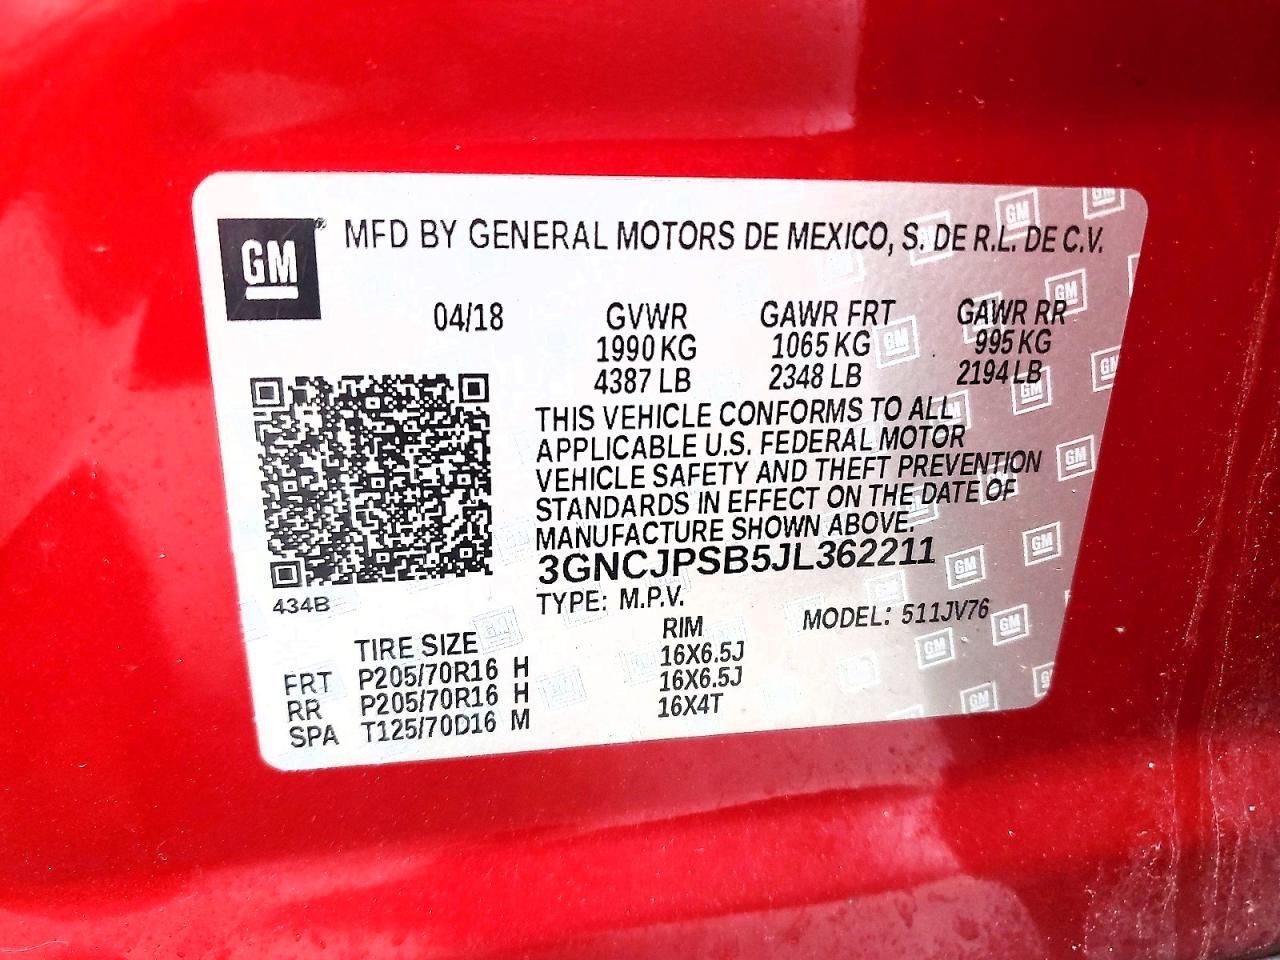 GM® MFD BY GENERAL MOTORS DE MEXICO, S. DE R.L. DE C.V.
04/18 GVWR GAWR FRT GAWR RR
1990 KG 1065 KG 995 KG
4387 LB 2348 LB 2194 LB
THIS VEHICLE CONFORMS TO ALL
APPLICABLE U.S. FEDERAL MOTOR
VEHICLE SAFETY AND THEFT PREVENTION
STANDARDS IN EFFECT ON THE DATE OF
MANUFACTURE SHOWN ABOVE.
3GNCJPSB5JL362211
434B TYPE: M.P.V. MODEL: 511JV76
TIRE SIZE RIM
FRT P205/70R16 H 16X6.5J
RR P205/70R16 H 16X6.5J
SPA T125/70D16 M 16X4T